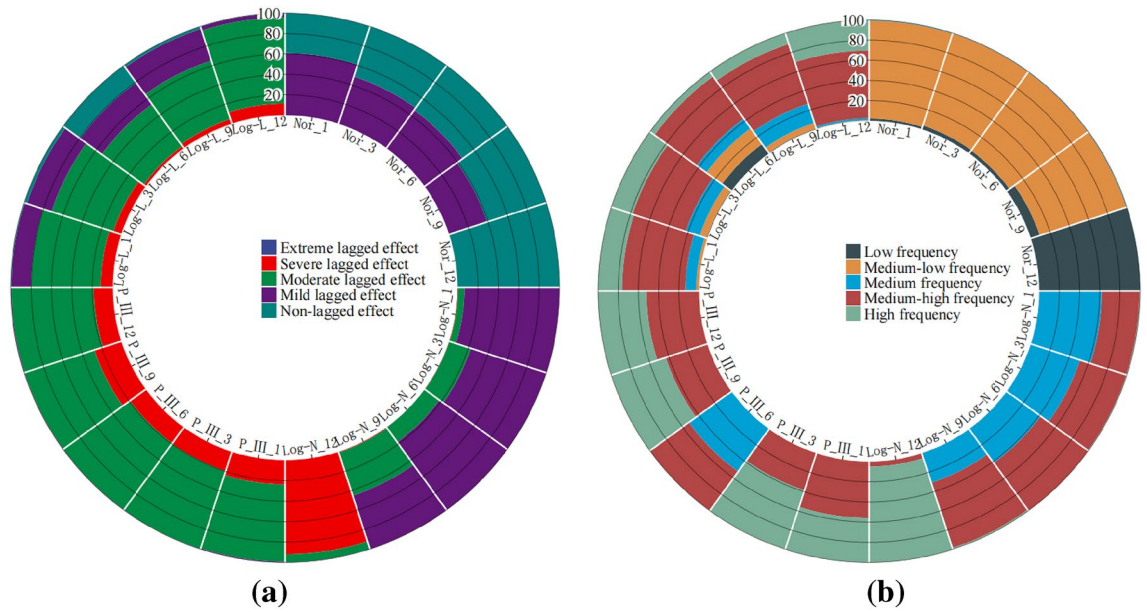 100
80
60
40
20
Nor_1
Nor_3
Nor_6
Nor_9
Nor_12
Log-N_1
Log-N_3
Log-N_6
Log-N_9
Log-N_12
P_III_1
P_III_3
P_III_6
P_III_9
P_III_12
Log-L_1
Log-L_3
Log-L_6
Log-L_9
Log-L_12
Extreme lagged effect
Severe lagged effect
Moderate lagged effect
Mild lagged effect
Non-lagged effect
(a)
100
80
60
40
20
Nor_1
Nor_3
Nor_6
Nor_9
Nor_12
Log-N_1
Log-N_3
Log-N_6
Log-N_9
Log-N_12
P_III_1
P_III_3
P_III_6
P_III_9
P_III_12
Log-L_1
Log-L_3
Log-L_6
Log-L_9
Log-L_12
Low frequency
Medium-low frequency
Medium frequency
Medium-high frequency
High frequency
(b)